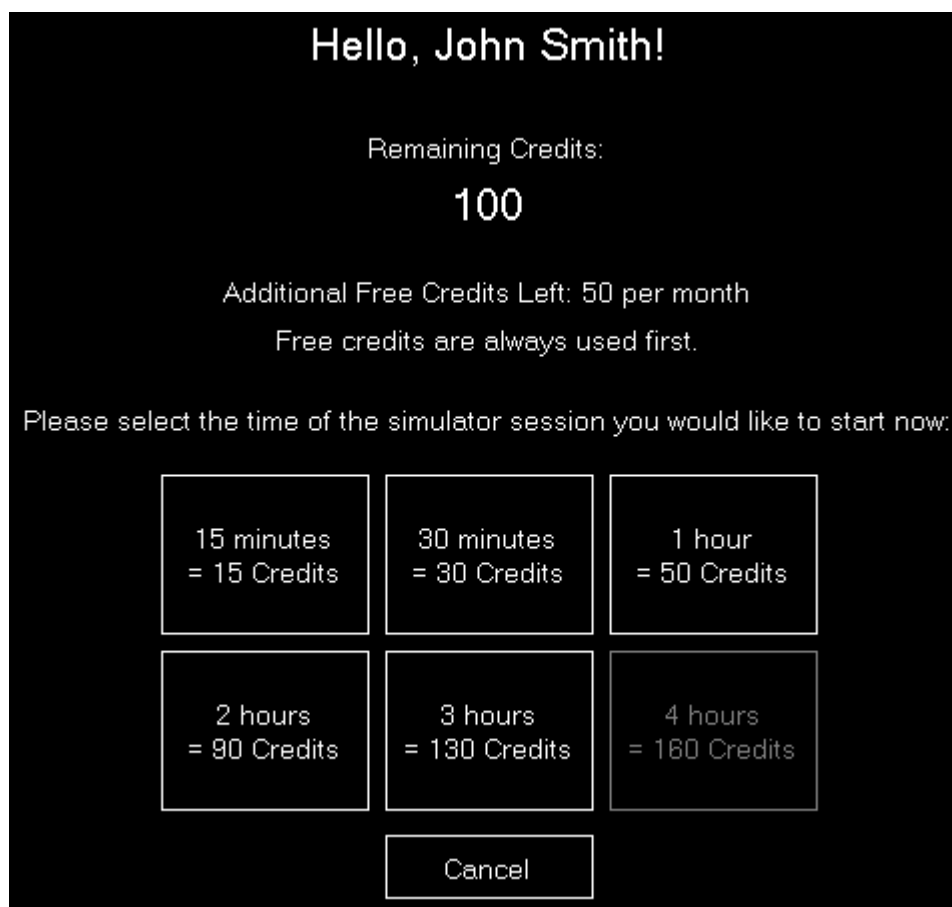 Hello, John Smith!
Remaining Credits:
100
Additional Free Credits Left: 50 per month
Free credits are always used first.
Please select the time of the simulator session you would like to start now:
15 minutes
= 15 Credits
30 minutes
= 30 Credits
1 hour
= 50 Credits
2 hours
= 90 Credits
3 hours
= 130 Credits
4 hours
= 160 Credits
Cancel